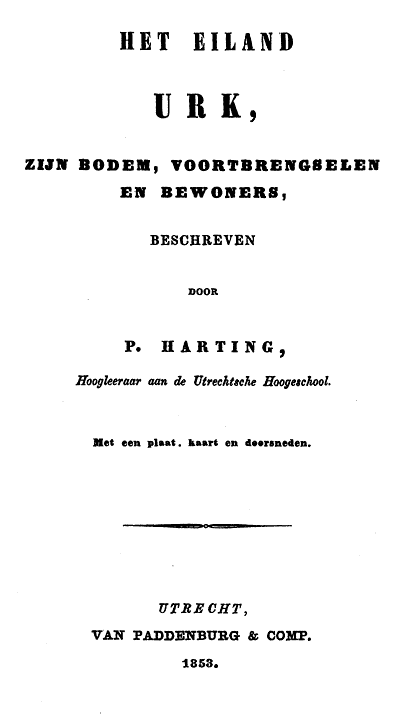 HET EILAND
URK,
ZIJN BODEM, VOORTBRENGSELEN
EN BEWONERS,
BESCHREVEN
DOOR
P. HARTING,
Hoogleeraar aan de Utrechtsche Hoogeschool.
Met een plaat, kaart en doorsneden.
UTRECHT,
VAN PADDENBURG & COMP.
1853.